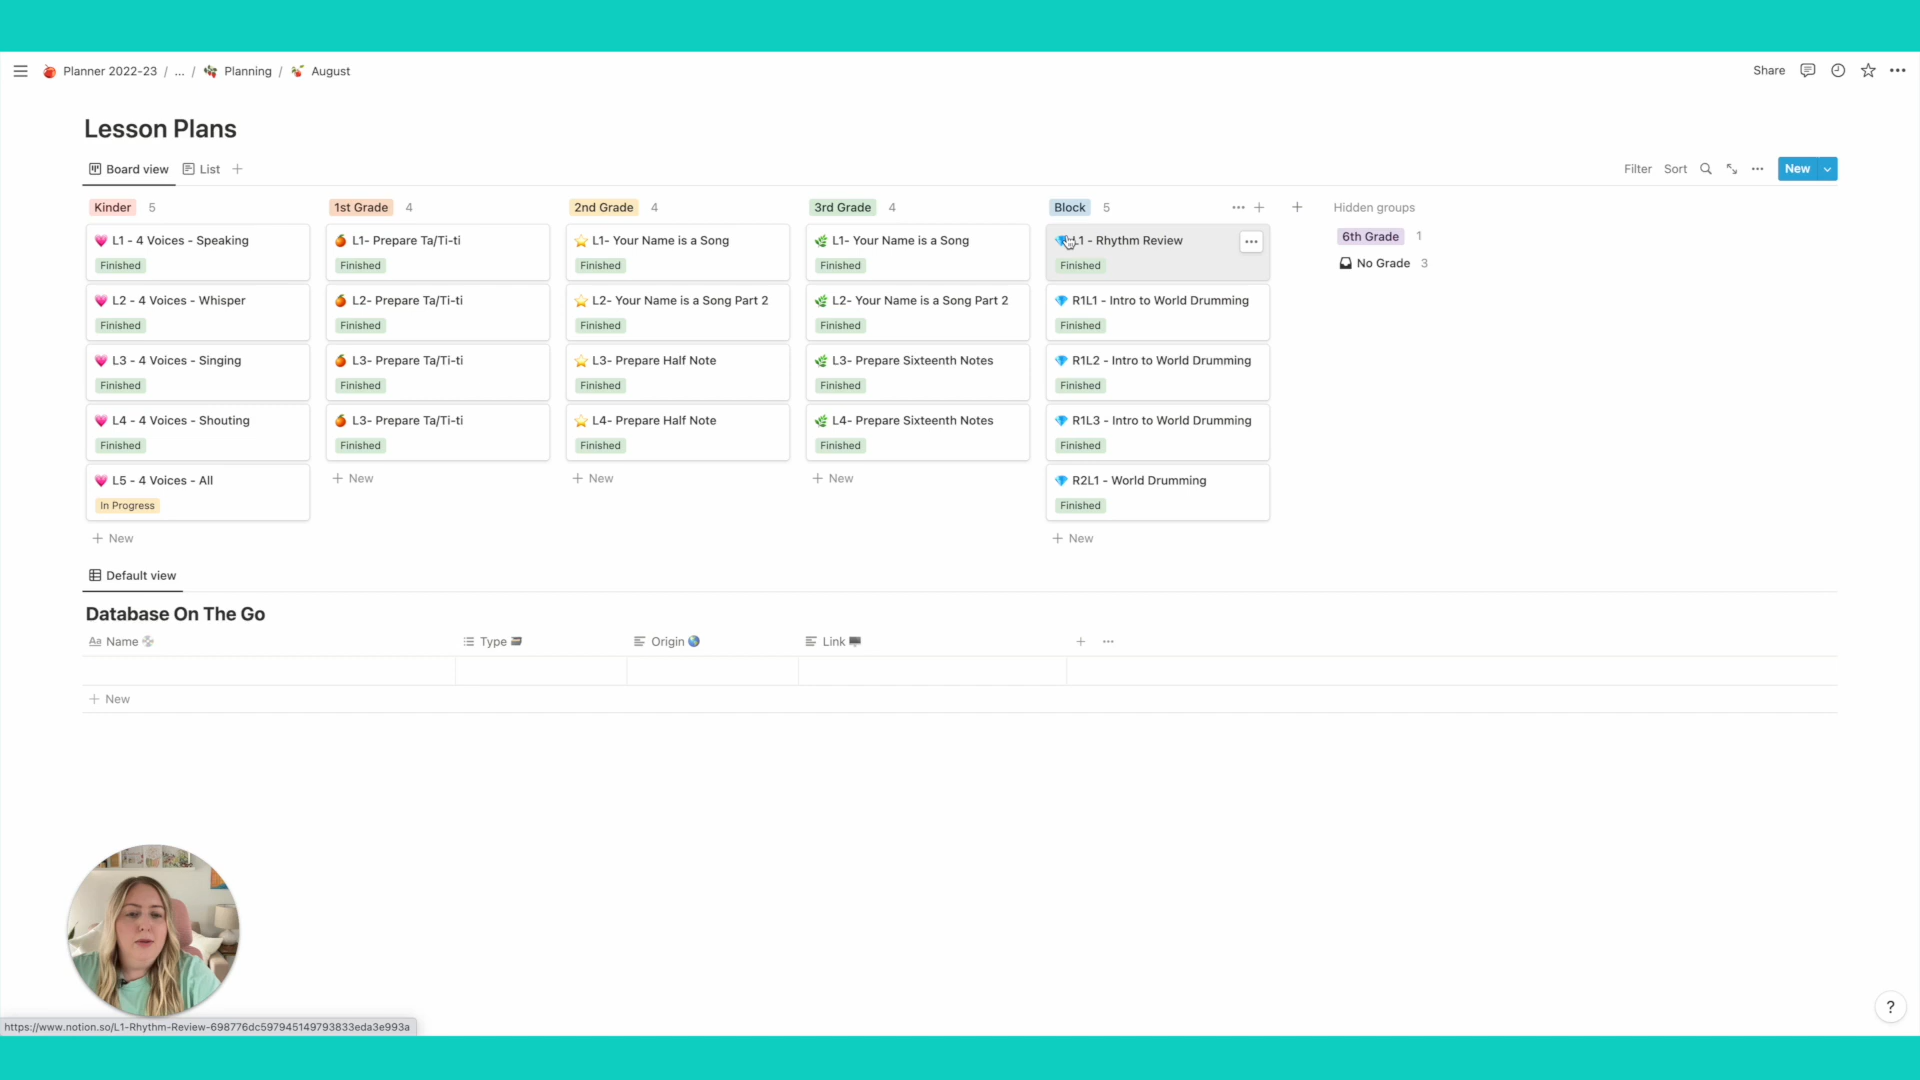 Planner 2022-23 / ... / Planning / August
Share
Lesson Plans
Board view List
Filter Sort New
Kinder 5
L1 - 4 Voices - Speaking
Finished
L2 - 4 Voices - Whisper
Finished
L3 - 4 Voices - Singing
Finished
L4 - 4 Voices - Shouting
Finished
L5 - 4 Voices - All
In Progress
+ New
1st Grade 4
L1- Prepare Ta/Ti-ti
Finished
L2- Prepare Ta/Ti-ti
Finished
L3- Prepare Ta/Ti-ti
Finished
L3- Prepare Ta/Ti-ti
Finished
+ New
2nd Grade 4
L1- Your Name is a Song
Finished
L2- Your Name is a Song Part 2
Finished
L3- Prepare Half Note
Finished
L4- Prepare Half Note
Finished
+ New
3rd Grade 4
L1- Your Name is a Song
Finished
L2- Your Name is a Song Part 2
Finished
L3- Prepare Sixteenth Notes
Finished
L4- Prepare Sixteenth Notes
Finished
+ New
Block 5
L1 - Rhythm Review
Finished
R1L1 - Intro to World Drumming
Finished
R1L2 - Intro to World Drumming
Finished
R1L3 - Intro to World Drumming
Finished
R2L1 - World Drumming
Finished
+ New
Hidden groups
6th Grade 1
No Grade 3
Default view
Database On The Go
Aa Name Type Origin Link
+ New
?
https://www.notion.so/L1-Rhythm-Review-698776dc597945149793833eda3e993a